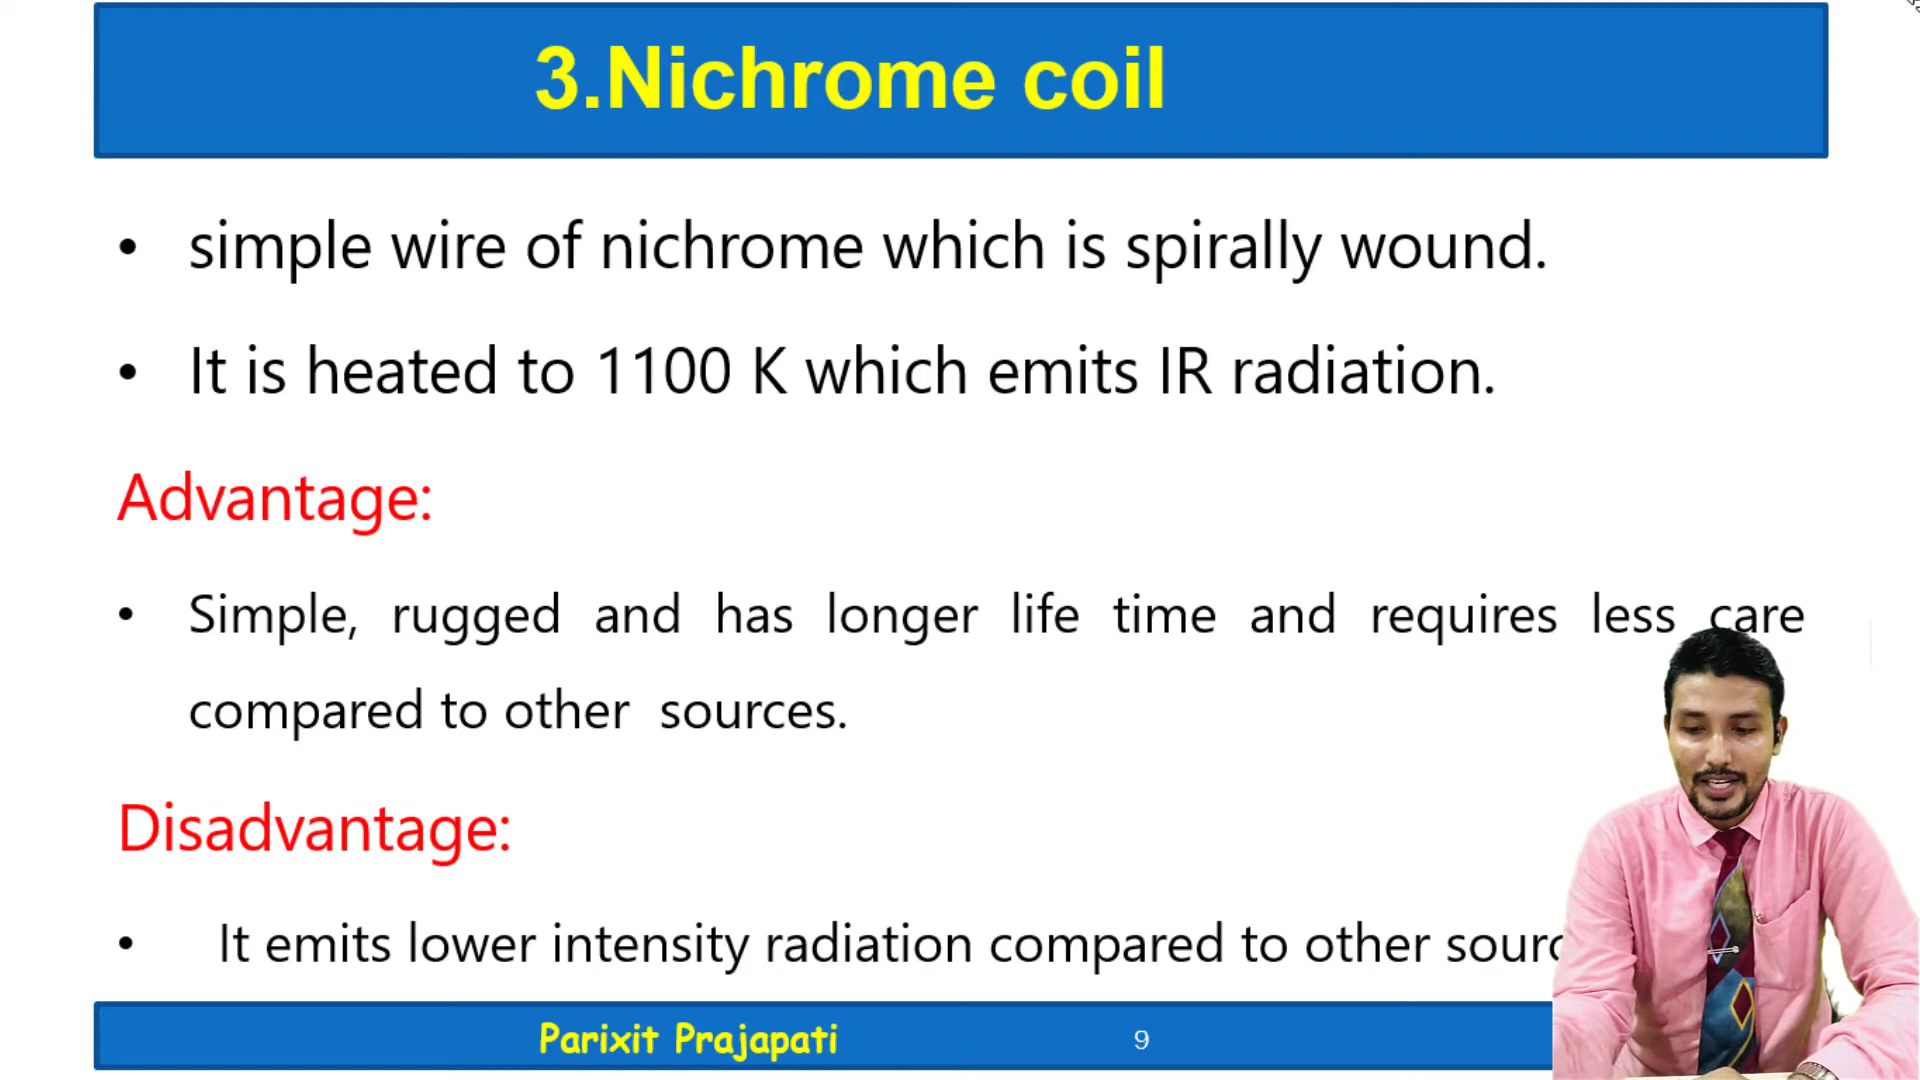 3.Nichrome coil
• simple wire of nichrome which is spirally wound.
• It is heated to 1100 K which emits IR radiation.
Advantage:
• Simple, rugged and has longer life time and requires less care
compared to other sources.
Disadvantage:
• It emits lower intensity radiation compared to other
Parixit Prajapati 9